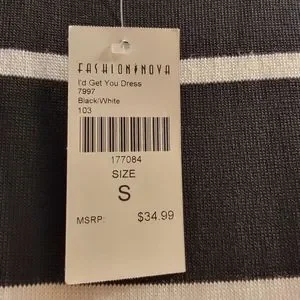 FASHION NOVA
I'd Get You Dress
7997
Black/White
103
177084
SIZE
S
MSRP: $34.99